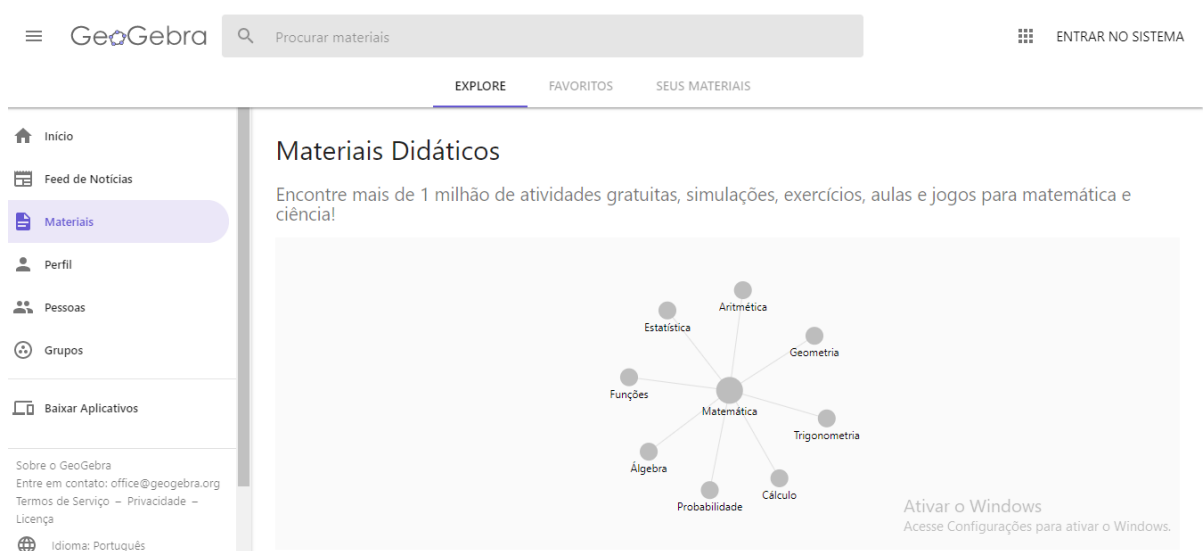 GeoGebra
Procurar materiais
ENTRAR NO SISTEMA
EXPLORE
FAVORITOS
SEUS MATERIAIS
Início
Feed de Notícias
Materiais
Perfil
Pessoas
Grupos
Baixar Aplicativos
Sobre o GeoGebra
Entre em contato: office@geogebra.org
Termos de Serviço – Privacidade –
Licença
Idioma: Português
Materiais Didáticos
Encontre mais de 1 milhão de atividades gratuitas, simulações, exercícios, aulas e jogos para matemática e
ciência!
Aritmética
Estatística
Geometria
Funções
Matemática
Trigonometria
Álgebra
Cálculo
Probabilidade
Ativar o Windows
Acesse Configurações para ativar o Windows.